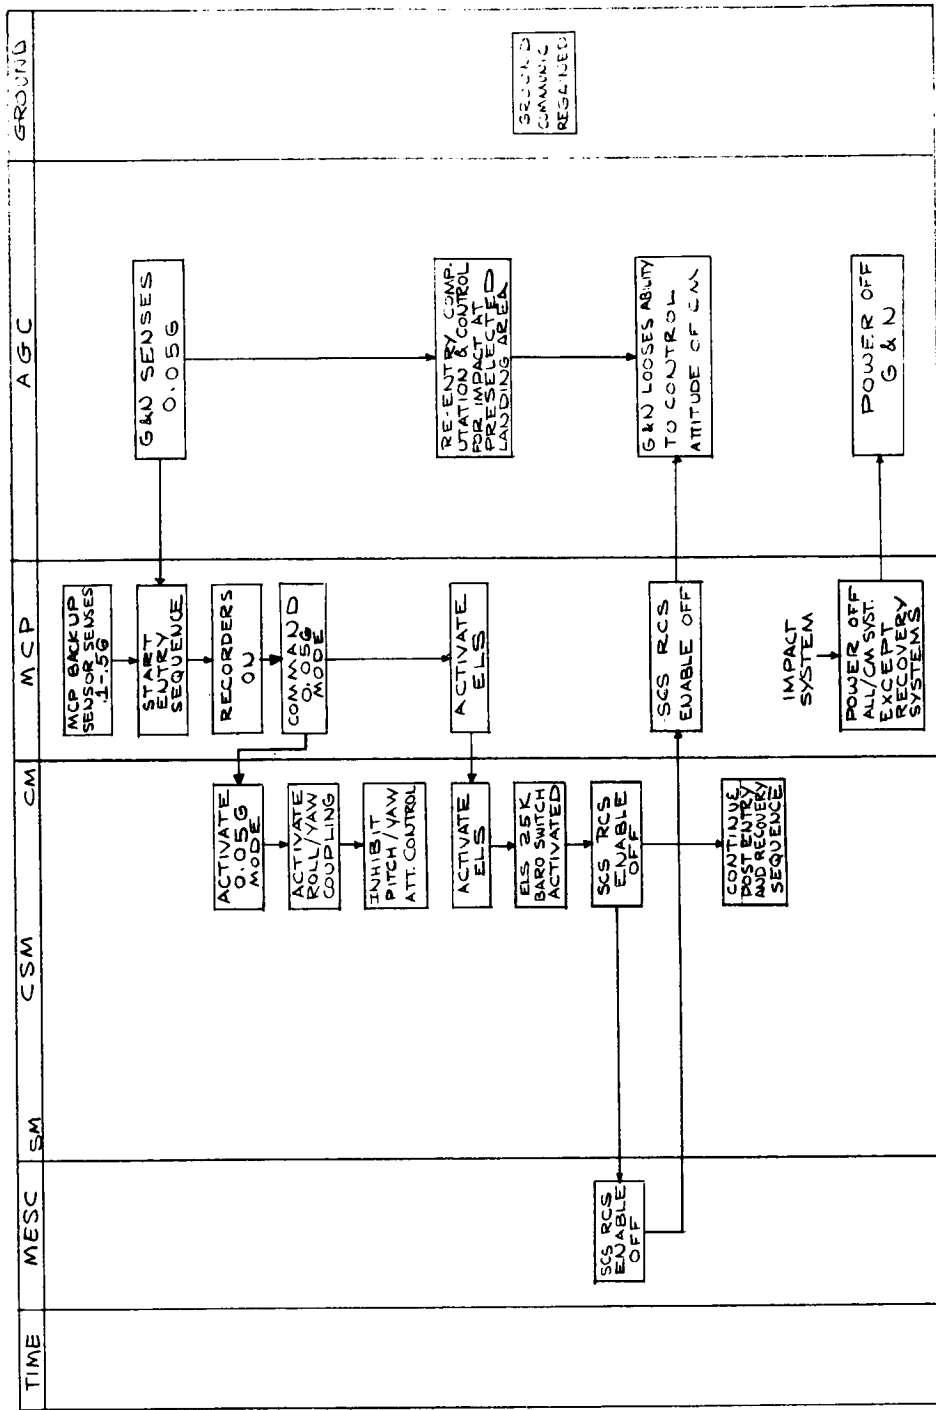 TIME
MESC
SM
CSM
CM
MCP
AGC
GROUND
MCP BACKUP
SENSOR SENSES
.1-.5G
G&N SENSES
0.05G
START
ENTRY
SEQUENCE
RECORDERS
ON
COMMAND
0.05G
MODE
ACTIVATE
0.05G
MODE
ACTIVATE
ROLL/YAW
COUPLING
INHIBIT
PITCH/YAW
ATT. CONTROL
RE-ENTRY COMP-
UTATION & CONTROL
FOR IMPACT AT
PRESELECTED
LANDING AREA
ACTIVATE
ELS
ACTIVATE
ELS
GROUND
COMMUNIC
REGAINED
ELS 25K
BARO SWITCH
ACTIVATED
SCS RCS
ENABLE
OFF
SCS RCS
ENABLE
OFF
SCS RCS
ENABLE OFF
G&N LOOSES ABILITY
TO CONTROL
ATTITUDE OF CM
CONTINUE
POST ENTRY
AND RECOVERY
SEQUENCE
IMPACT
SYSTEM
POWER OFF
ALL/CM SYST.
EXCEPT
RECOVERY
SYSTEMS
POWER OFF
G & N